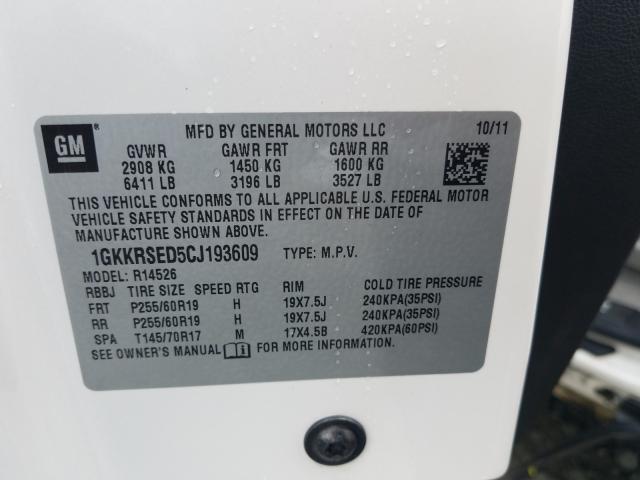 MFD BY GENERAL MOTORS LLC 10/11
GM ®
GVWR GAWR FRT GAWR RR
2908 KG 1450 KG 1600 KG
6411 LB 3196 LB 3527 LB
THIS VEHICLE CONFORMS TO ALL APPLICABLE U.S. FEDERAL MOTOR
VEHICLE SAFETY STANDARDS IN EFFECT ON THE DATE OF
MANUFACTURE SHOWN ABOVE.
1GKKRSED5CJ193609 TYPE: M.P.V.
MODEL: R14526
RBBJ TIRE SIZE SPEED RTG RIM COLD TIRE PRESSURE
FRT P255/60R19 H 19X7.5J 240KPA(35PSI)
RR P255/60R19 H 19X7.5J 240KPA(35PSI)
SPA T145/70R17 M 17X4.5B 420KPA(60PSI)
SEE OWNER'S MANUAL FOR MORE INFORMATION.